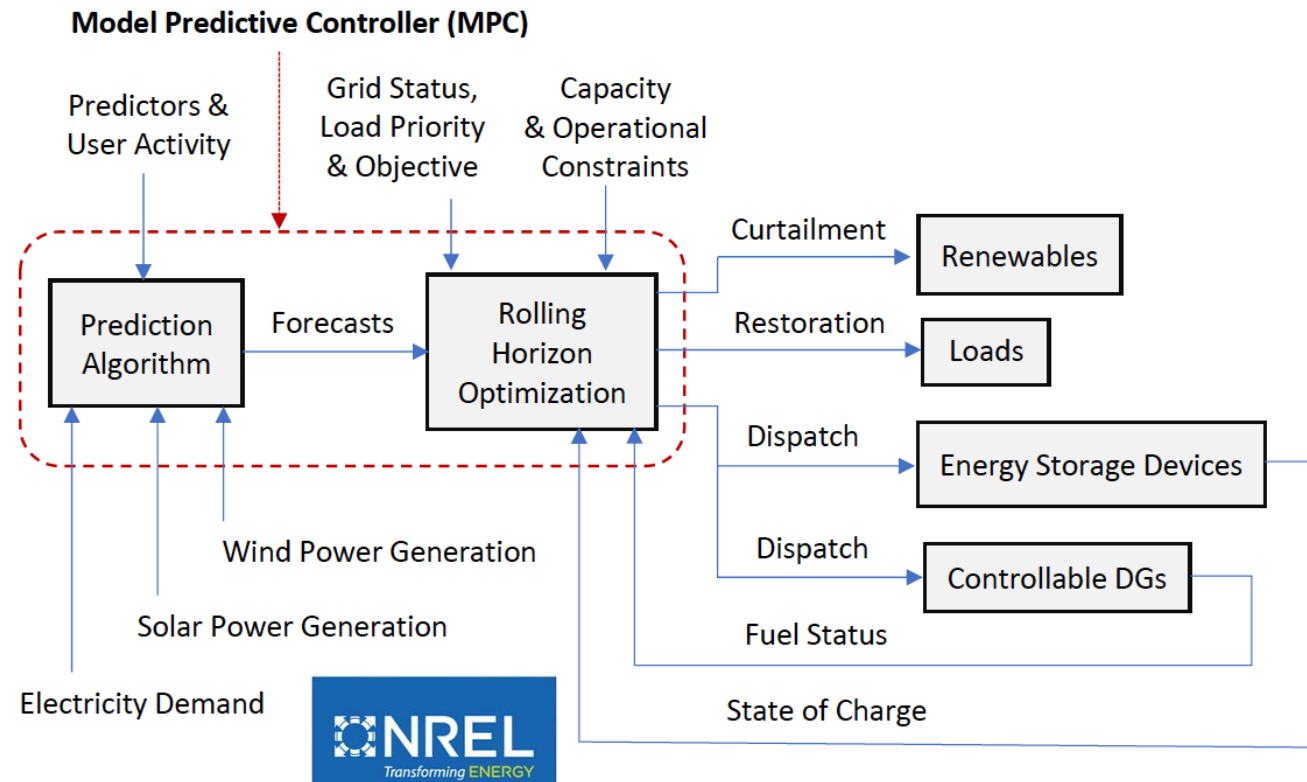 Model Predictive Controller (MPC)
Predictors &
User Activity
Grid Status,
Load Priority
& Objective
Capacity
& Operational
Constraints
Prediction
Algorithm
Forecasts
Rolling
Horizon
Optimization
Curtailment
Renewables
Restoration
Loads
Dispatch
Energy Storage Devices
Dispatch
Controllable DGs
Wind Power Generation
Solar Power Generation
Electricity Demand
Fuel Status
State of Charge
NREL
Transforming ENERGY